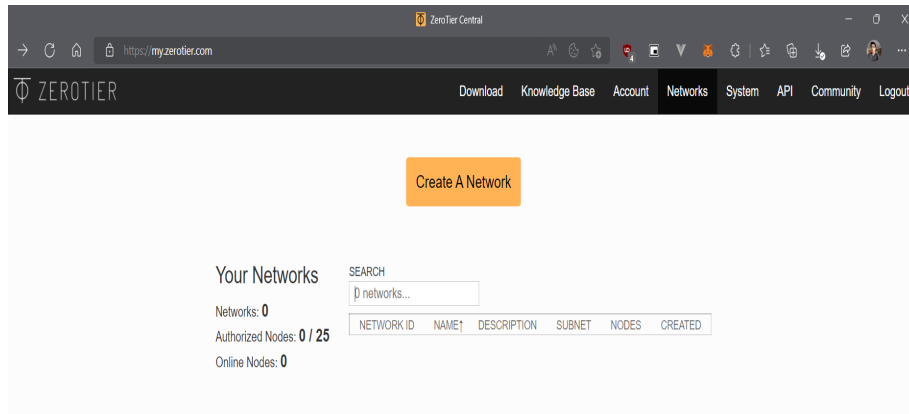 ZeroTier Central
https://my.zerotier.com
4
ZEROTIER
Download Knowledge Base Account Networks System API Community Logout
Create A Network
Your Networks
Networks: 0
Authorized Nodes: 0 / 25
Online Nodes: 0
SEARCH
0 networks...
NETWORK ID NAME↑ DESCRIPTION SUBNET NODES CREATED